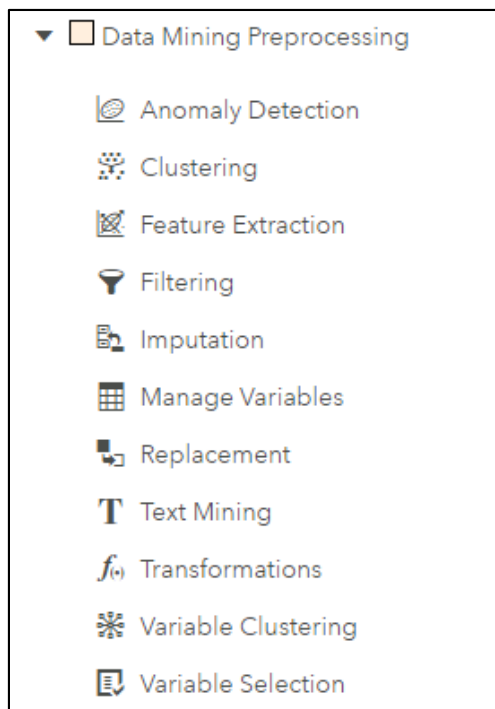 Data Mining Preprocessing
Anomaly Detection
Clustering
Feature Extraction
Filtering
Imputation
Manage Variables
Replacement
T Text Mining
f(•) Transformations
Variable Clustering
Variable Selection